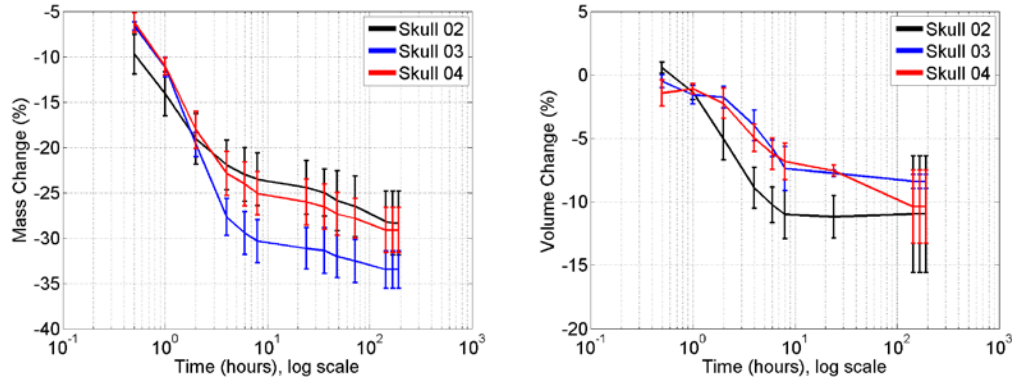 -5
-10
-15
-20
-25
-30
-35
-40
Mass Change (%)
Skull 02
Skull 03
Skull 04
10^-1
10^0
10^1
10^2
10^3
Time (hours), log scale
5
0
-5
-10
-15
-20
Volume Change (%)
Skull 02
Skull 03
Skull 04
10^-1
10^0
10^1
10^2
10^3
Time (hours), log scale